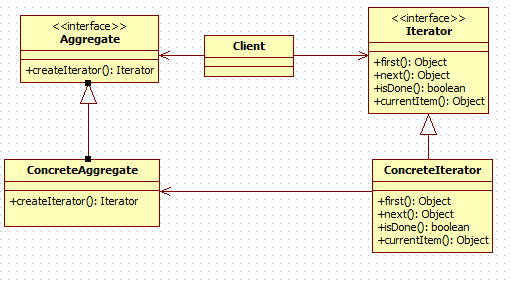 <<interface>>
Aggregate
+createIterator(): Iterator
Client
<<interface>>
Iterator
+first(): Object
+next(): Object
+isDone(): boolean
+currentItem(): Object
ConcreteAggregate
+createIterator(): Iterator
ConcreteIterator
+first(): Object
+next(): Object
+isDone(): boolean
+currentItem(): Object